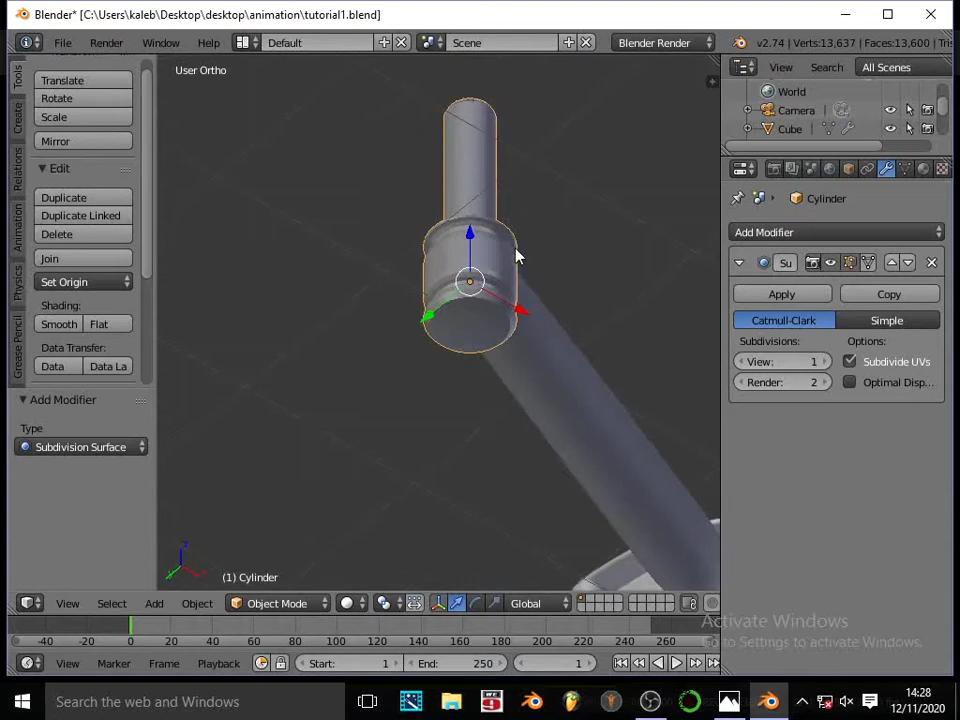 Blender* [C:\Users\kaleb\Desktop\desktop\animation\tutorial1.blend]
File Render Window Help Default Scene Blender Render v2.74 | Verts:13,637 | Faces:13,600 | Tris
View Search All Scenes
World
Camera
Cube
Tools
Create
Relations
Animation
Physics
Grease Pencil
Translate
Rotate
Scale
Mirror
Edit
Duplicate
Duplicate Linked
Delete
Join
Set Origin
Shading:
Smooth Flat
Data Transfer:
Data Data La
Add Modifier
Type
Subdivision Surface
User Ortho
(1) Cylinder
Cylinder
Add Modifier
Su
Apply Copy
Catmull-Clark Simple
Subdivisions: Options:
View: 1 Subdivide UVs
Render: 2 Optimal Disp...
View Select Add Object Object Mode Global
Activate Windows
Go to Settings to activate Windows.
-40 -20 0 20 40 60 80 100 120 140 160 180 200 220 240 260
View Marker Frame Playback Start: 1 End: 250 1
Search the web and Windows
14:28
12/11/2020